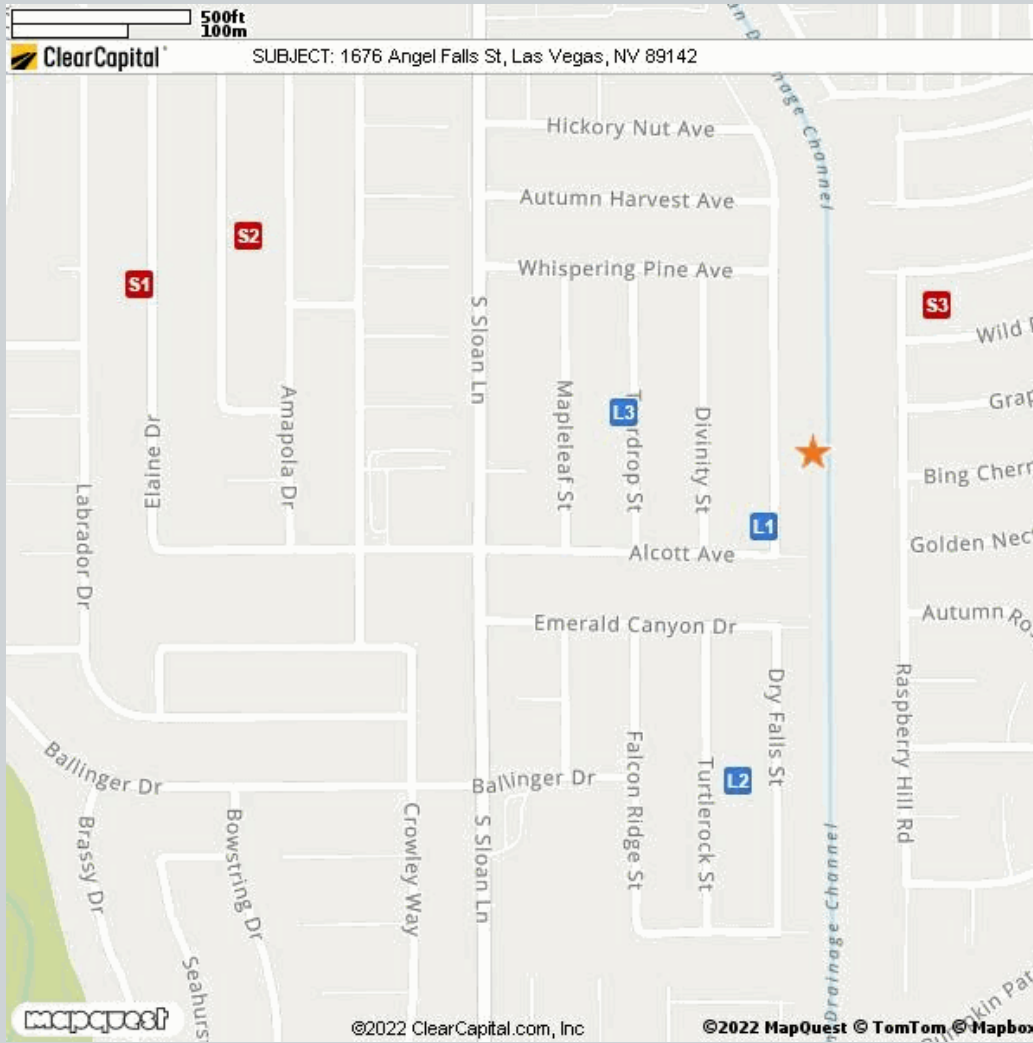 500ft
100m
ClearCapital
SUBJECT: 1676 Angel Falls St, Las Vegas, NV 89142
Hickory Nut Ave
nage Channel
Autumn Harvest Ave
S2
Whispering Pine Ave
S1
S3
S Sloan Ln
Wild
Amapola Dr
Mapleleaf St
L3
rdrop St
Divinity St
Elaine Dr
Bing Cherr
Labrador Dr
L1
Alcott Ave
Golden Nec
Emerald Canyon Dr
Autumn Ro
Dry Falls St
Raspberry Hill Rd
Ballinger Dr
Ballinger Dr
L2
Falcon Ridge St
Turtlerock St
Brassy Dr
Bowstring Dr
Crowley Way
S Sloan Ln
Drainage Channel
Seahurs
mapquest
©2022 ClearCapital.com, Inc
©2022 MapQuest © TomTom © Mapbox